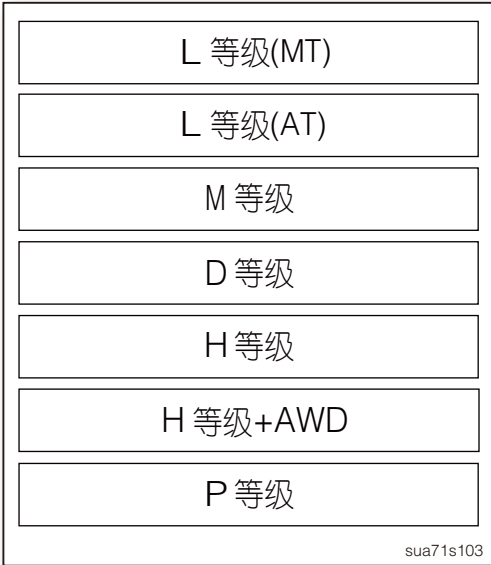 L 等级(MT)
L 等级(AT)
M 等级
D 等级
H 等级
H 等级+AWD
P 等级
sua71s103